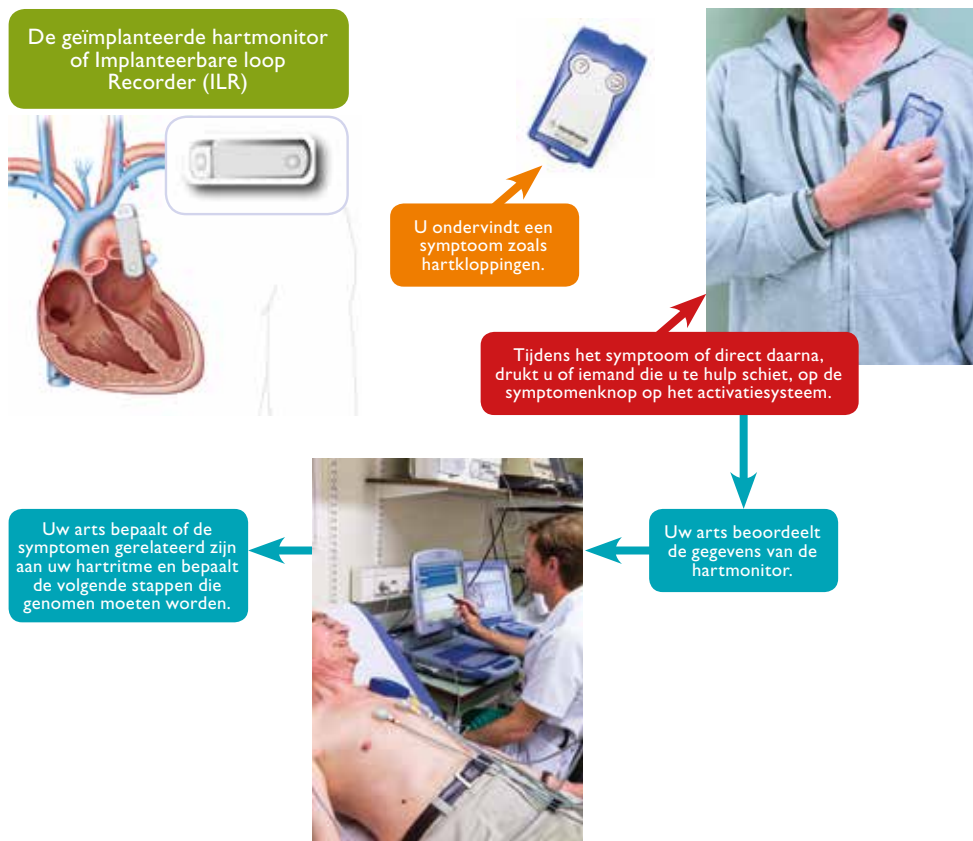 De geïmplanteerde hartmonitor
of Implanteerbare loop
Recorder (ILR)
U ondervindt een
symptoom zoals
hartkloppingen.
Tijdens het symptoom of direct daarna,
drukt u of iemand die u te hulp schiet, op de
symptomenknop op het activatiesysteem.
Uw arts beoordeelt
de gegevens van de
hartmonitor.
Uw arts bepaalt of de
symptomen gerelateerd zijn
aan uw hartritme en bepaalt
de volgende stappen die
genomen moeten worden.